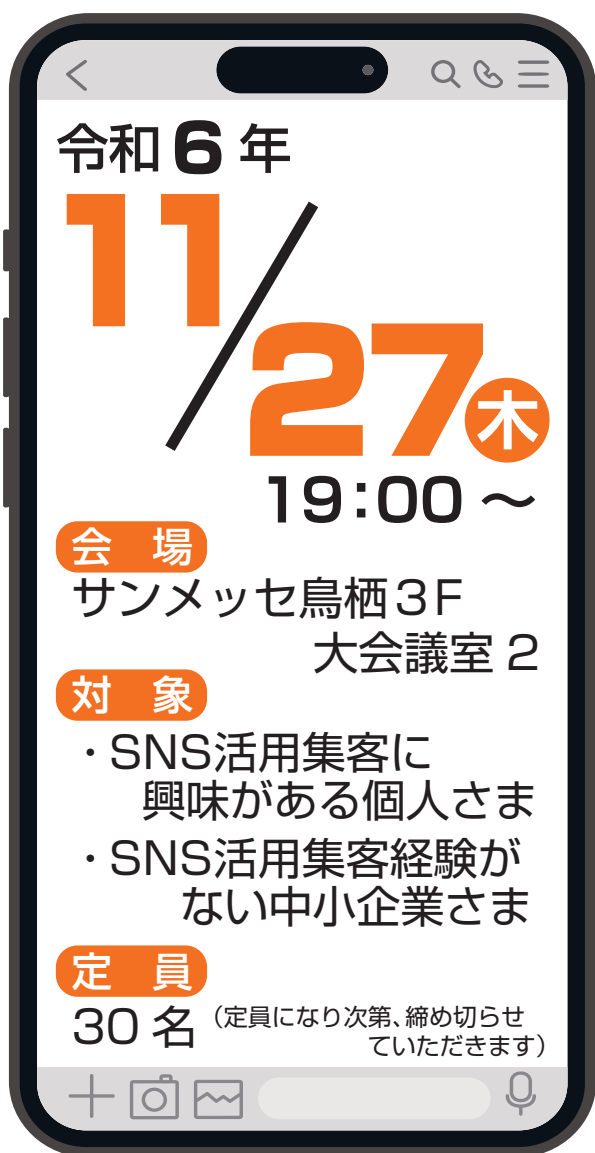 令和6年
11/27木
19:00～
会 場
サンメッセ鳥栖3F
大会議室2
対 象
・SNS活用集客に
興味がある個人さま
・SNS活用集客経験が
ない中小企業さま
定 員
30名（定員になり次第、締め切らせ
ていただきます）